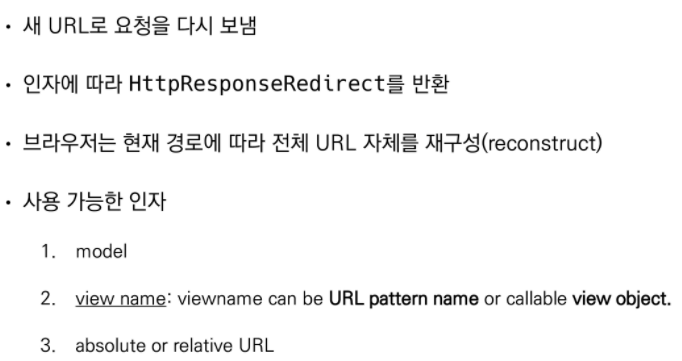 • 새 URL로 요청을 다시 보냄
• 인자에 따라 HttpResponseRedirect를 반환
• 브라우저는 현재 경로에 따라 전체 URL 자체를 재구성(reconstruct)
• 사용 가능한 인자
1. model
2. view name: viewname can be URL pattern name or callable view object.
3. absolute or relative URL